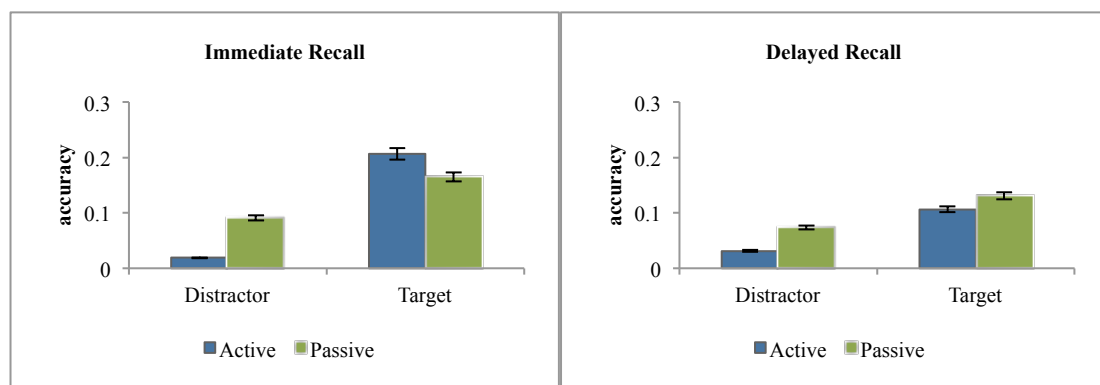 Immediate Recall
accuracy
0.3
0.2
0.1
0
Distractor Target
Active Passive
Delayed Recall
accuracy
0.3
0.2
0.1
0
Distractor Target
Active Passive